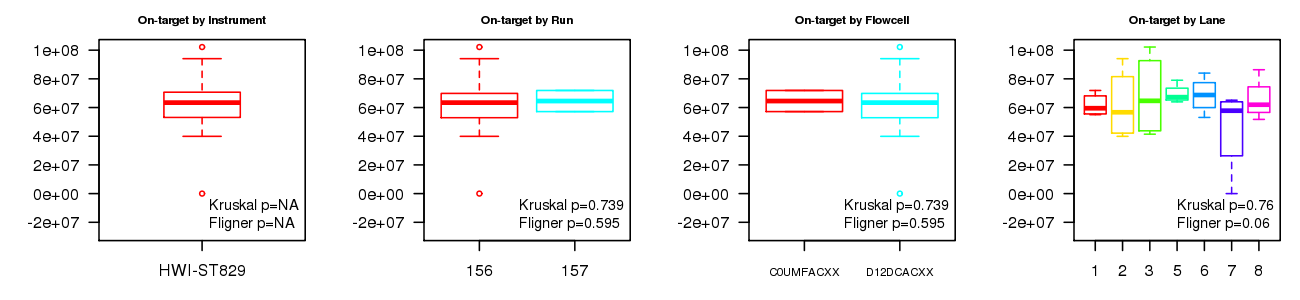 On-target by Instrument
1e+08
8e+07
6e+07
4e+07
2e+07
0e+00
-2e+07
Kruskal p=NA
Fligner p=NA
HWI-ST829
On-target by Run
1e+08
8e+07
6e+07
4e+07
2e+07
0e+00
-2e+07
Kruskal p=0.739
Fligner p=0.595
156 157
On-target by Flowcell
1e+08
8e+07
6e+07
4e+07
2e+07
0e+00
-2e+07
Kruskal p=0.739
Fligner p=0.595
C0UMFACXX D12DCACXX
On-target by Lane
1e+08
8e+07
6e+07
4e+07
2e+07
0e+00
-2e+07
Kruskal p=0.76
Fligner p=0.06
1 2 3 5 6 7 8